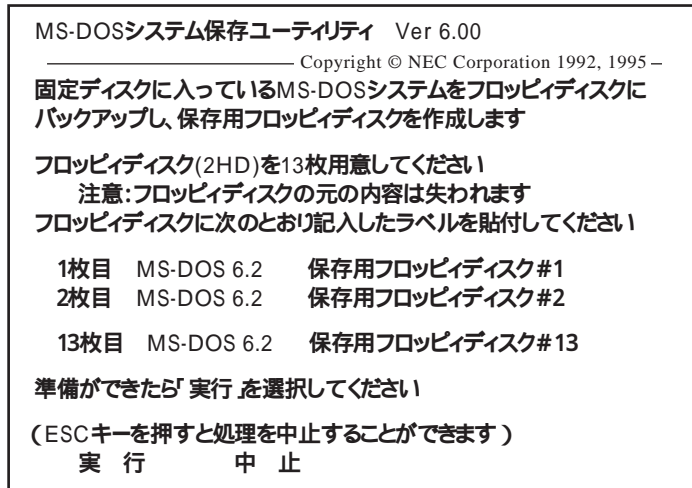 MS-DOSシステム保存ユーティリティ Ver 6.00
Copyright © NEC Corporation 1992, 1995
固定ディスクに入っているMS-DOSシステムをフロッピィディスクに
バックアップし、保存用フロッピィディスクを作成します
フロッピィディスク(2HD)を13枚用意してください
注意:フロッピィディスクの元の内容は失われます
フロッピィディスクに次のとおり記入したラベルを貼付してください
1枚目 MS-DOS 6.2 保存用フロッピィディスク#1
2枚目 MS-DOS 6.2 保存用フロッピィディスク#2
13枚目 MS-DOS 6.2 保存用フロッピィディスク#13
準備ができたら「実行」を選択してください
(ESCキーを押すと処理を中止することができます)
実 行 中 止